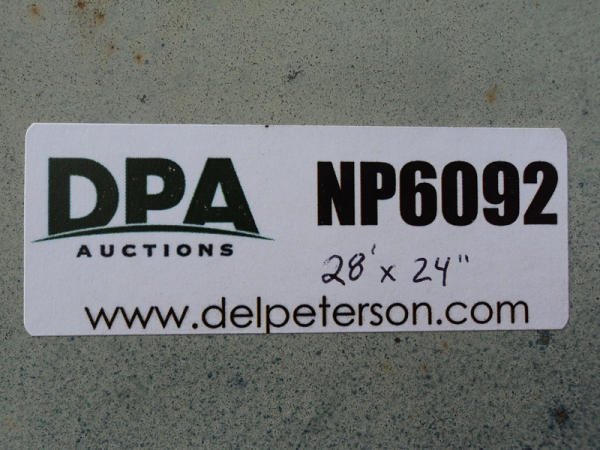 DPA
AUCTIONS
NP6092
28' x 24"
www.delpeterson.com